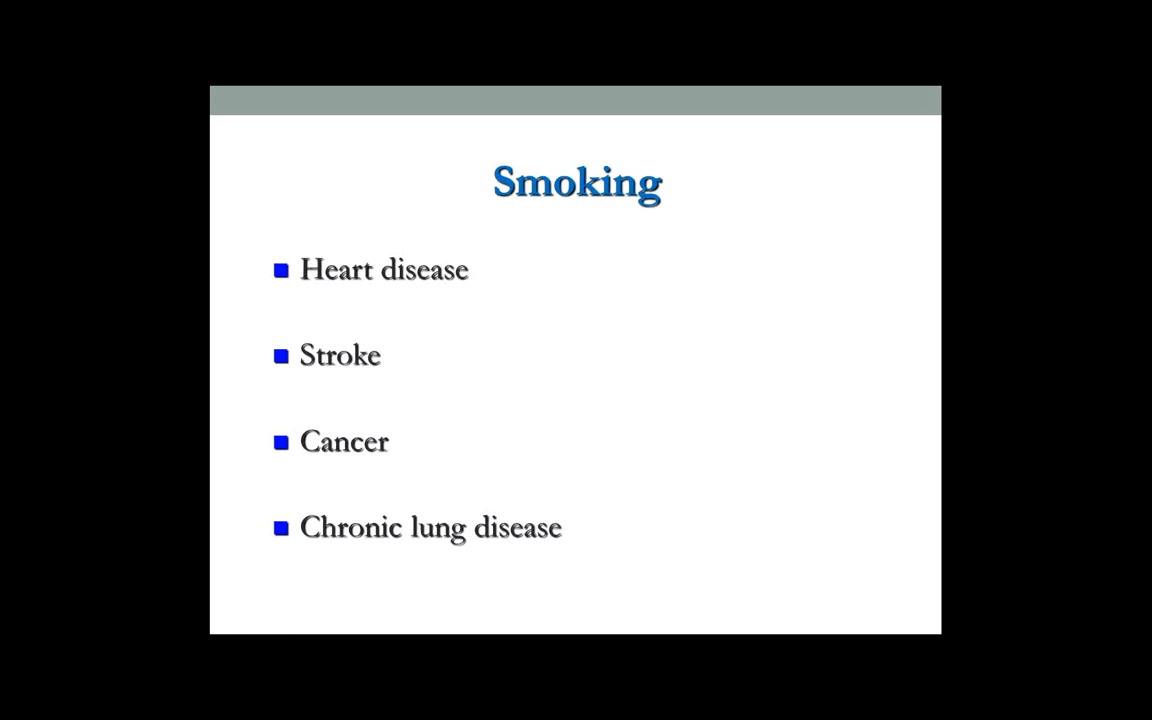 Smoking
Heart disease
Stroke
Cancer
Chronic lung disease